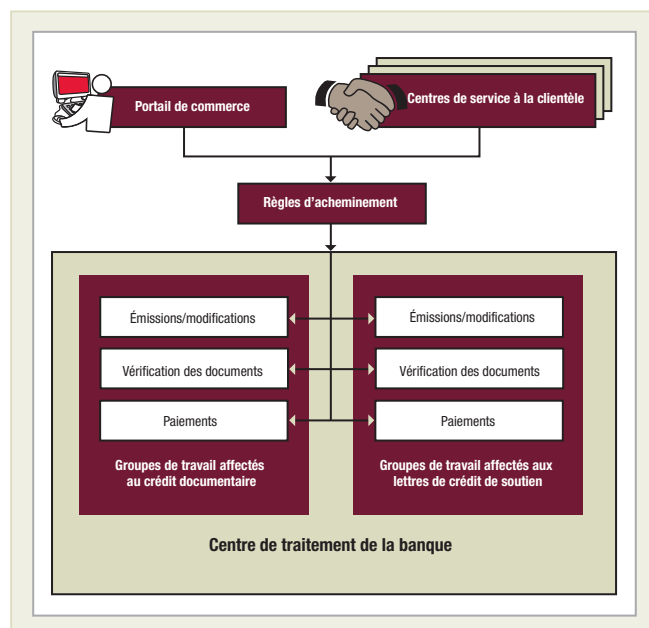 Portail de commerce
Centres de service à la clientèle
Règles d'acheminement
Émissions/modifications
Vérification des documents
Paiements
Groupes de travail affectés
au crédit documentaire
Émissions/modifications
Vérification des documents
Paiements
Groupes de travail affectés aux
lettres de crédit de soutien
Centre de traitement de la banque